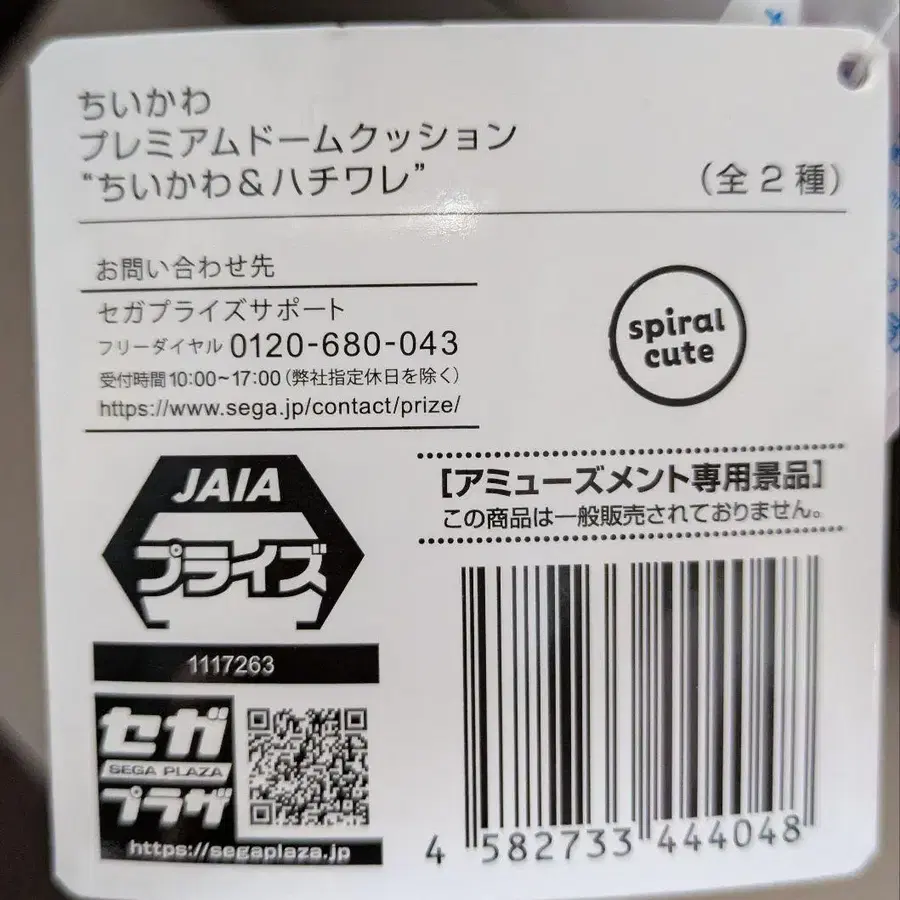 ちいかわ
プレミアムドームクッション
“ちいかわ&ハチワレ”
(全2種)
お問い合わせ先
セガプライズサポート
フリーダイヤル 0120-680-043
受付時間10:00~17:00(弊社指定休日を除く)
https://www.sega.jp/contact/prize/
spiral
cute
JAIA
プライズ
[アミューズメント専用景品]
この商品は一般販売されておりません。
1117263
セガ
SEGA PLAZA
プラザ
https://segaplaza.jp
4 582733 444048